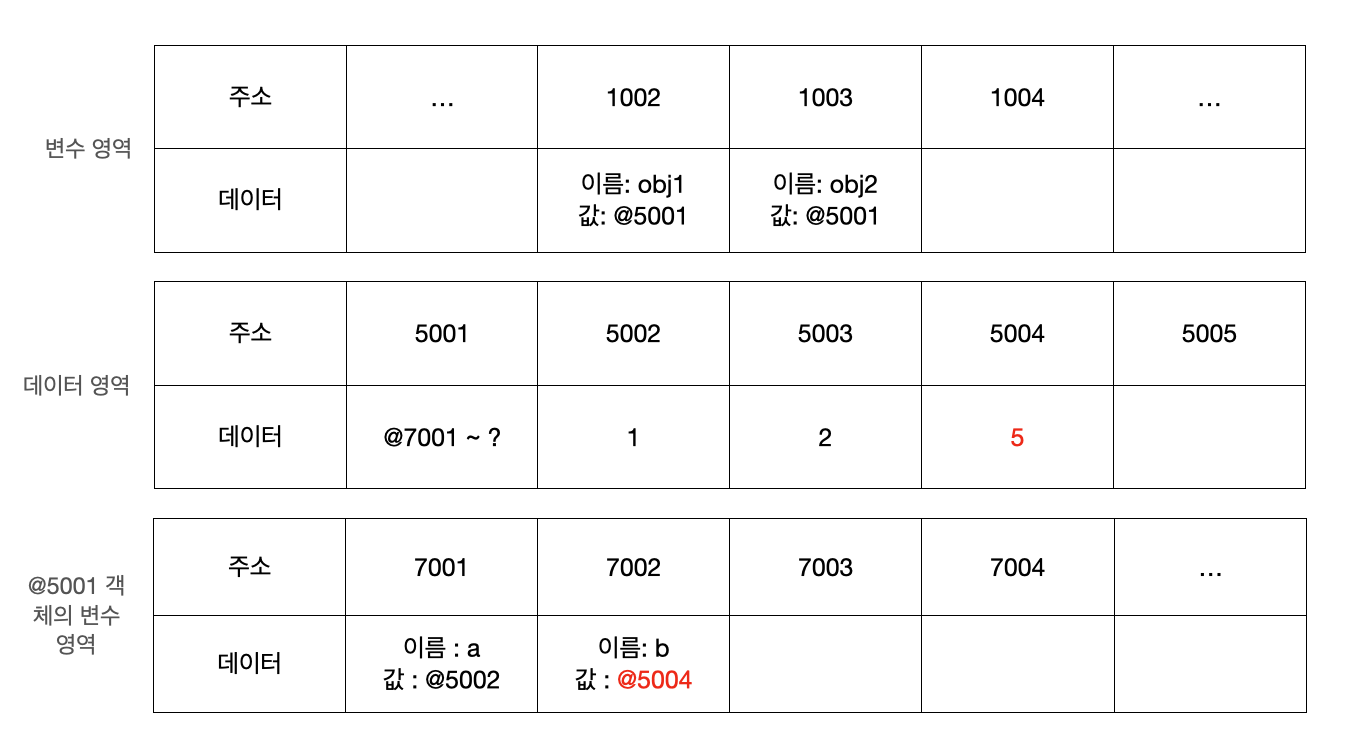 변수 영역
주소
...
1002
1003
1004
...
데이터
이름: obj1
값: @5001
이름: obj2
값: @5001
데이터 영역
주소
5001
5002
5003
5004
5005
데이터
@7001 ~ ?
1
2
5
@5001 객
체의 변수
영역
주소
7001
7002
7003
7004
...
데이터
이름 : a
값 : @5002
이름: b
값 : @5004